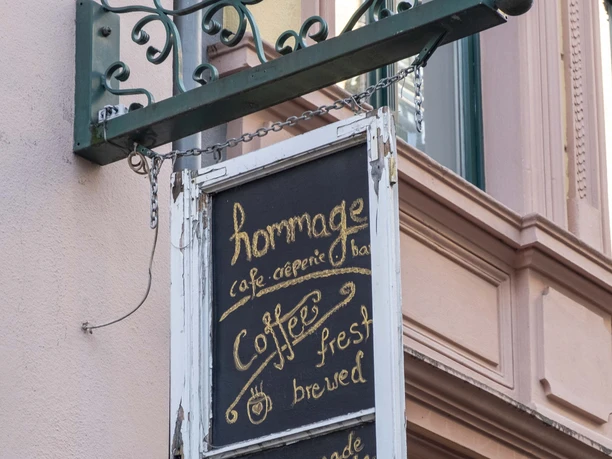 hommage
cafe · crêperie bar
Coffee
fresh
brewed